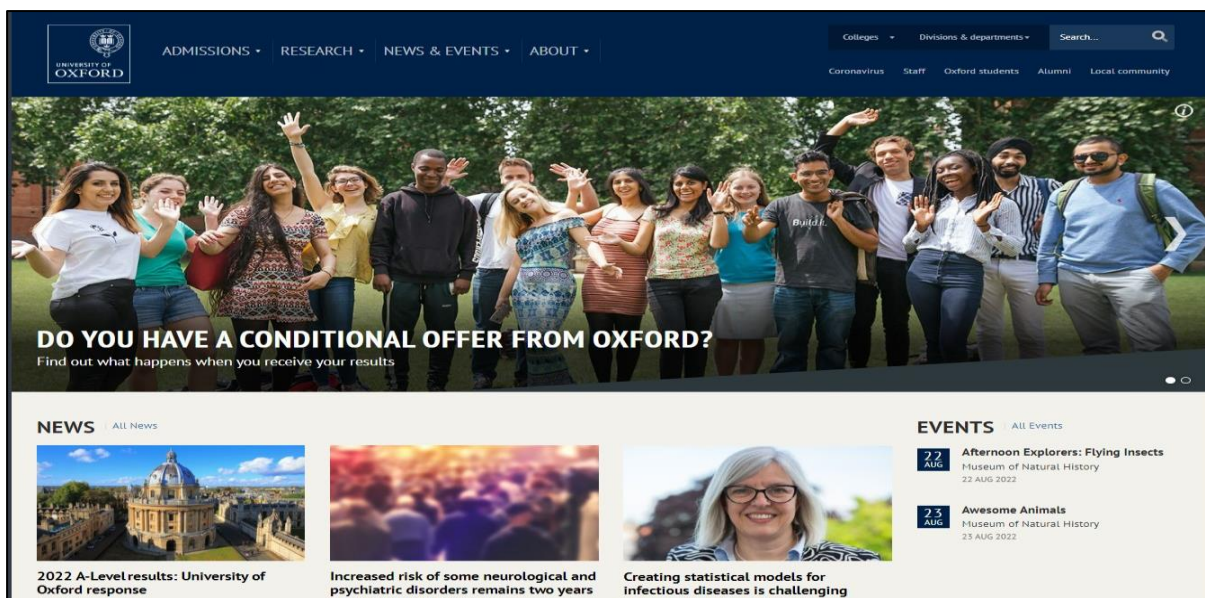 UNIVERSITY OF
OXFORD
ADMISSIONS
RESEARCH
NEWS & EVENTS
ABOUT
Colleges
Divisions & departments
Search...
Coronavirus
Staff
Oxford students
Alumni
Local community
Build it.
DO YOU HAVE A CONDITIONAL OFFER FROM OXFORD?
Find out what happens when you receive your results
NEWS
All News
2022 A-Level results: University of
Oxford response
Increased risk of some neurological and
psychiatric disorders remains two years
Creating statistical models for
infectious diseases is challenging
EVENTS
All Events
22
AUG
Afternoon Explorers: Flying Insects
Museum of Natural History
22 AUG 2022
23
AUG
Awesome Animals
Museum of Natural History
23 AUG 2022